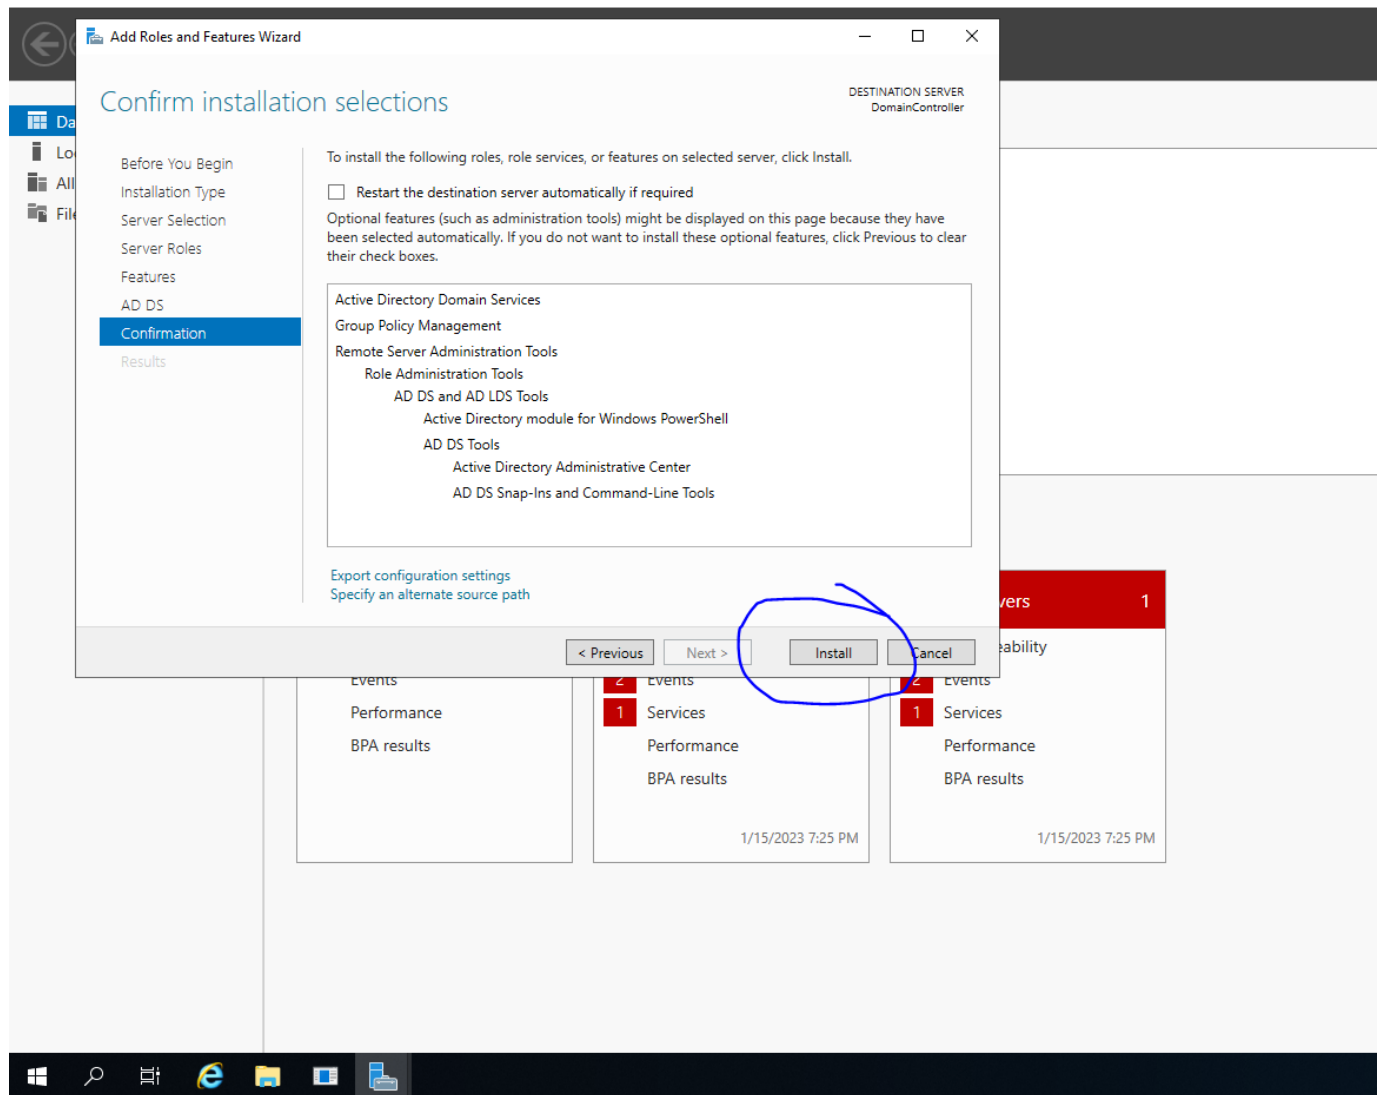 Add Roles and Features Wizard
Confirm installation selections
DESTINATION SERVER
DomainController
Da
Lo
All
File
Before You Begin
Installation Type
Server Selection
Server Roles
Features
AD DS
Confirmation
Results
To install the following roles, role services, or features on selected server, click Install.
Restart the destination server automatically if required
Optional features (such as administration tools) might be displayed on this page because they have
been selected automatically. If you do not want to install these optional features, click Previous to clear
their check boxes.
Active Directory Domain Services
Group Policy Management
Remote Server Administration Tools
Role Administration Tools
AD DS and AD LDS Tools
Active Directory module for Windows PowerShell
AD DS Tools
Active Directory Administrative Center
AD DS Snap-Ins and Command-Line Tools
Export configuration settings
Specify an alternate source path
< Previous Next > Install Cancel
Events
Performance
BPA results
2 Events
1 Services
Performance
BPA results
1/15/2023 7:25 PM
vers 1
eability
2 Events
1 Services
Performance
BPA results
1/15/2023 7:25 PM